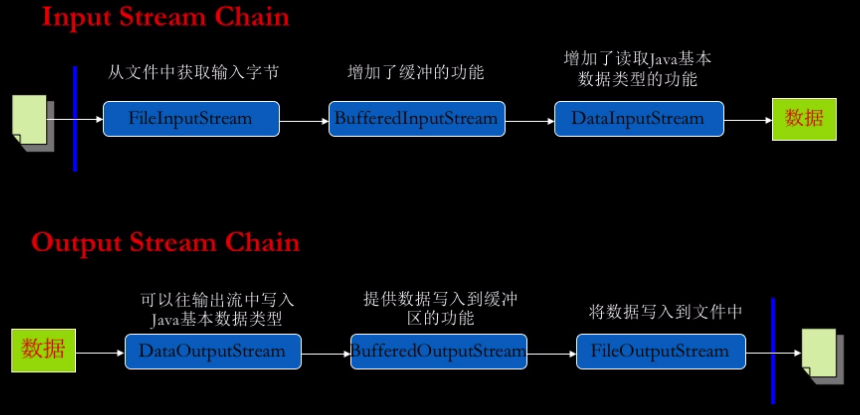 Input Stream Chain
从文件中获取输入字节
增加了缓冲的功能
增加了读取Java基本
数据类型的功能
FileInputStream
BufferedInputStream
DataInputStream
数据
Output Stream Chain
可以往输出流中写入
Java基本数据类型
提供数据写入到缓冲
区的功能
将数据写入到文件中
数据
DataOutputStream
BufferedOutputStream
FileOutputStream